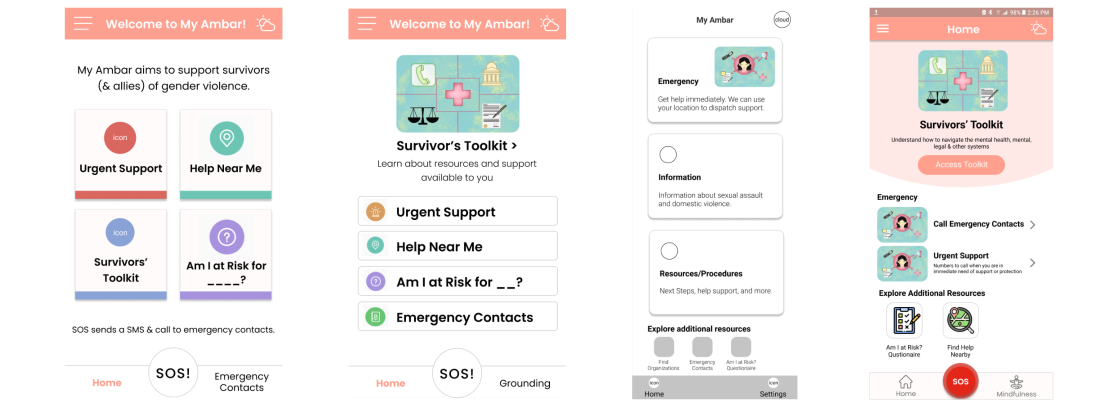 Welcome to My Ambar!
My Ambar aims to support survivors
(& allies) of gender violence.
icon
Urgent Support
Help Near Me
icon
Survivors'
Toolkit
Am I at Risk for
____?
SOS sends a SMS & call to emergency contacts.
Home
SOS!
Emergency
Contacts
Welcome to My Ambar!
Survivor's Toolkit >
Learn about resources and support
available to you
Urgent Support
Help Near Me
Am I at Risk for __?
Emergency Contacts
Home
SOS!
Grounding
My Ambar
cloud
Emergency
Get help immediately. We can use
your location to dispatch support.
Information
Information about sexual assault
and domestic violence.
Resources/Procedures
Next Steps, help support, and more.
Explore additional resources
Find
Organizations
Emergency
Contacts
Am I at Risk?
Questionaire
icon
Home
icon
Settings
98% 2:26 PM
Home
Survivors' Toolkit
Understand how to navigate the mental health, mental,
legal & other systems
Access Toolkit
Emergency
Call Emergency Contacts
Urgent Support
Numbers to call when you are in
immediate need of support or protection
Explore Additional Resources
Am I at Risk?
Qustionaire
Find Help
Nearby
Home
SOS
Mindfulness